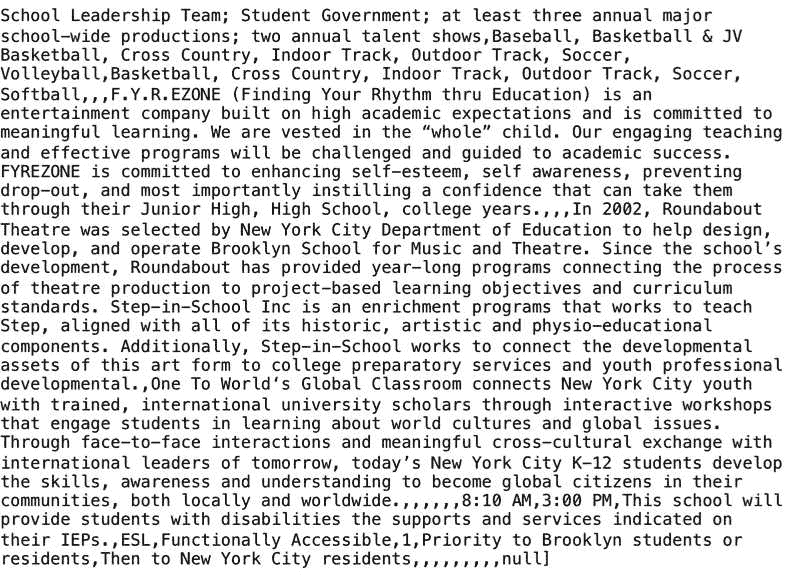 School Leadership Team; Student Government; at least three annual major
school-wide productions; two annual talent shows,Baseball, Basketball & JV
Basketball, Cross Country, Indoor Track, Outdoor Track, Soccer,
Volleyball,Basketball, Cross Country, Indoor Track, Outdoor Track, Soccer,
Softball,,,F.Y.R.EZONE (Finding Your Rhythm thru Education) is an
entertainment company built on high academic expectations and is committed to
meaningful learning. We are vested in the “whole” child. Our engaging teaching
and effective programs will be challenged and guided to academic success.
FYREZONE is committed to enhancing self-esteem, self awareness, preventing
drop-out, and most importantly instilling a confidence that can take them
through their Junior High, High School, college years.,,,In 2002, Roundabout
Theatre was selected by New York City Department of Education to help design,
develop, and operate Brooklyn School for Music and Theatre. Since the school’s
development, Roundabout has provided year-long programs connecting the process
of theatre production to project-based learning objectives and curriculum
standards. Step-in-School Inc is an enrichment programs that works to teach
Step, aligned with all of its historic, artistic and physio-educational
components. Additionally, Step-in-School works to connect the developmental
assets of this art form to college preparatory services and youth professional
developmental.,One To World‘s Global Classroom connects New York City youth
with trained, international university scholars through interactive workshops
that engage students in learning about world cultures and global issues.
Through face-to-face interactions and meaningful cross-cultural exchange with
international leaders of tomorrow, today’s New York City K-12 students develop
the skills, awareness and understanding to become global citizens in their
communities, both locally and worldwide.,,,,,,,8:10 AM,3:00 PM,This school will
provide students with disabilities the supports and services indicated on
their IEPs.,ESL,Functionally Accessible,1,Priority to Brooklyn students or
residents,Then to New York City residents,,,,,,,,,null]